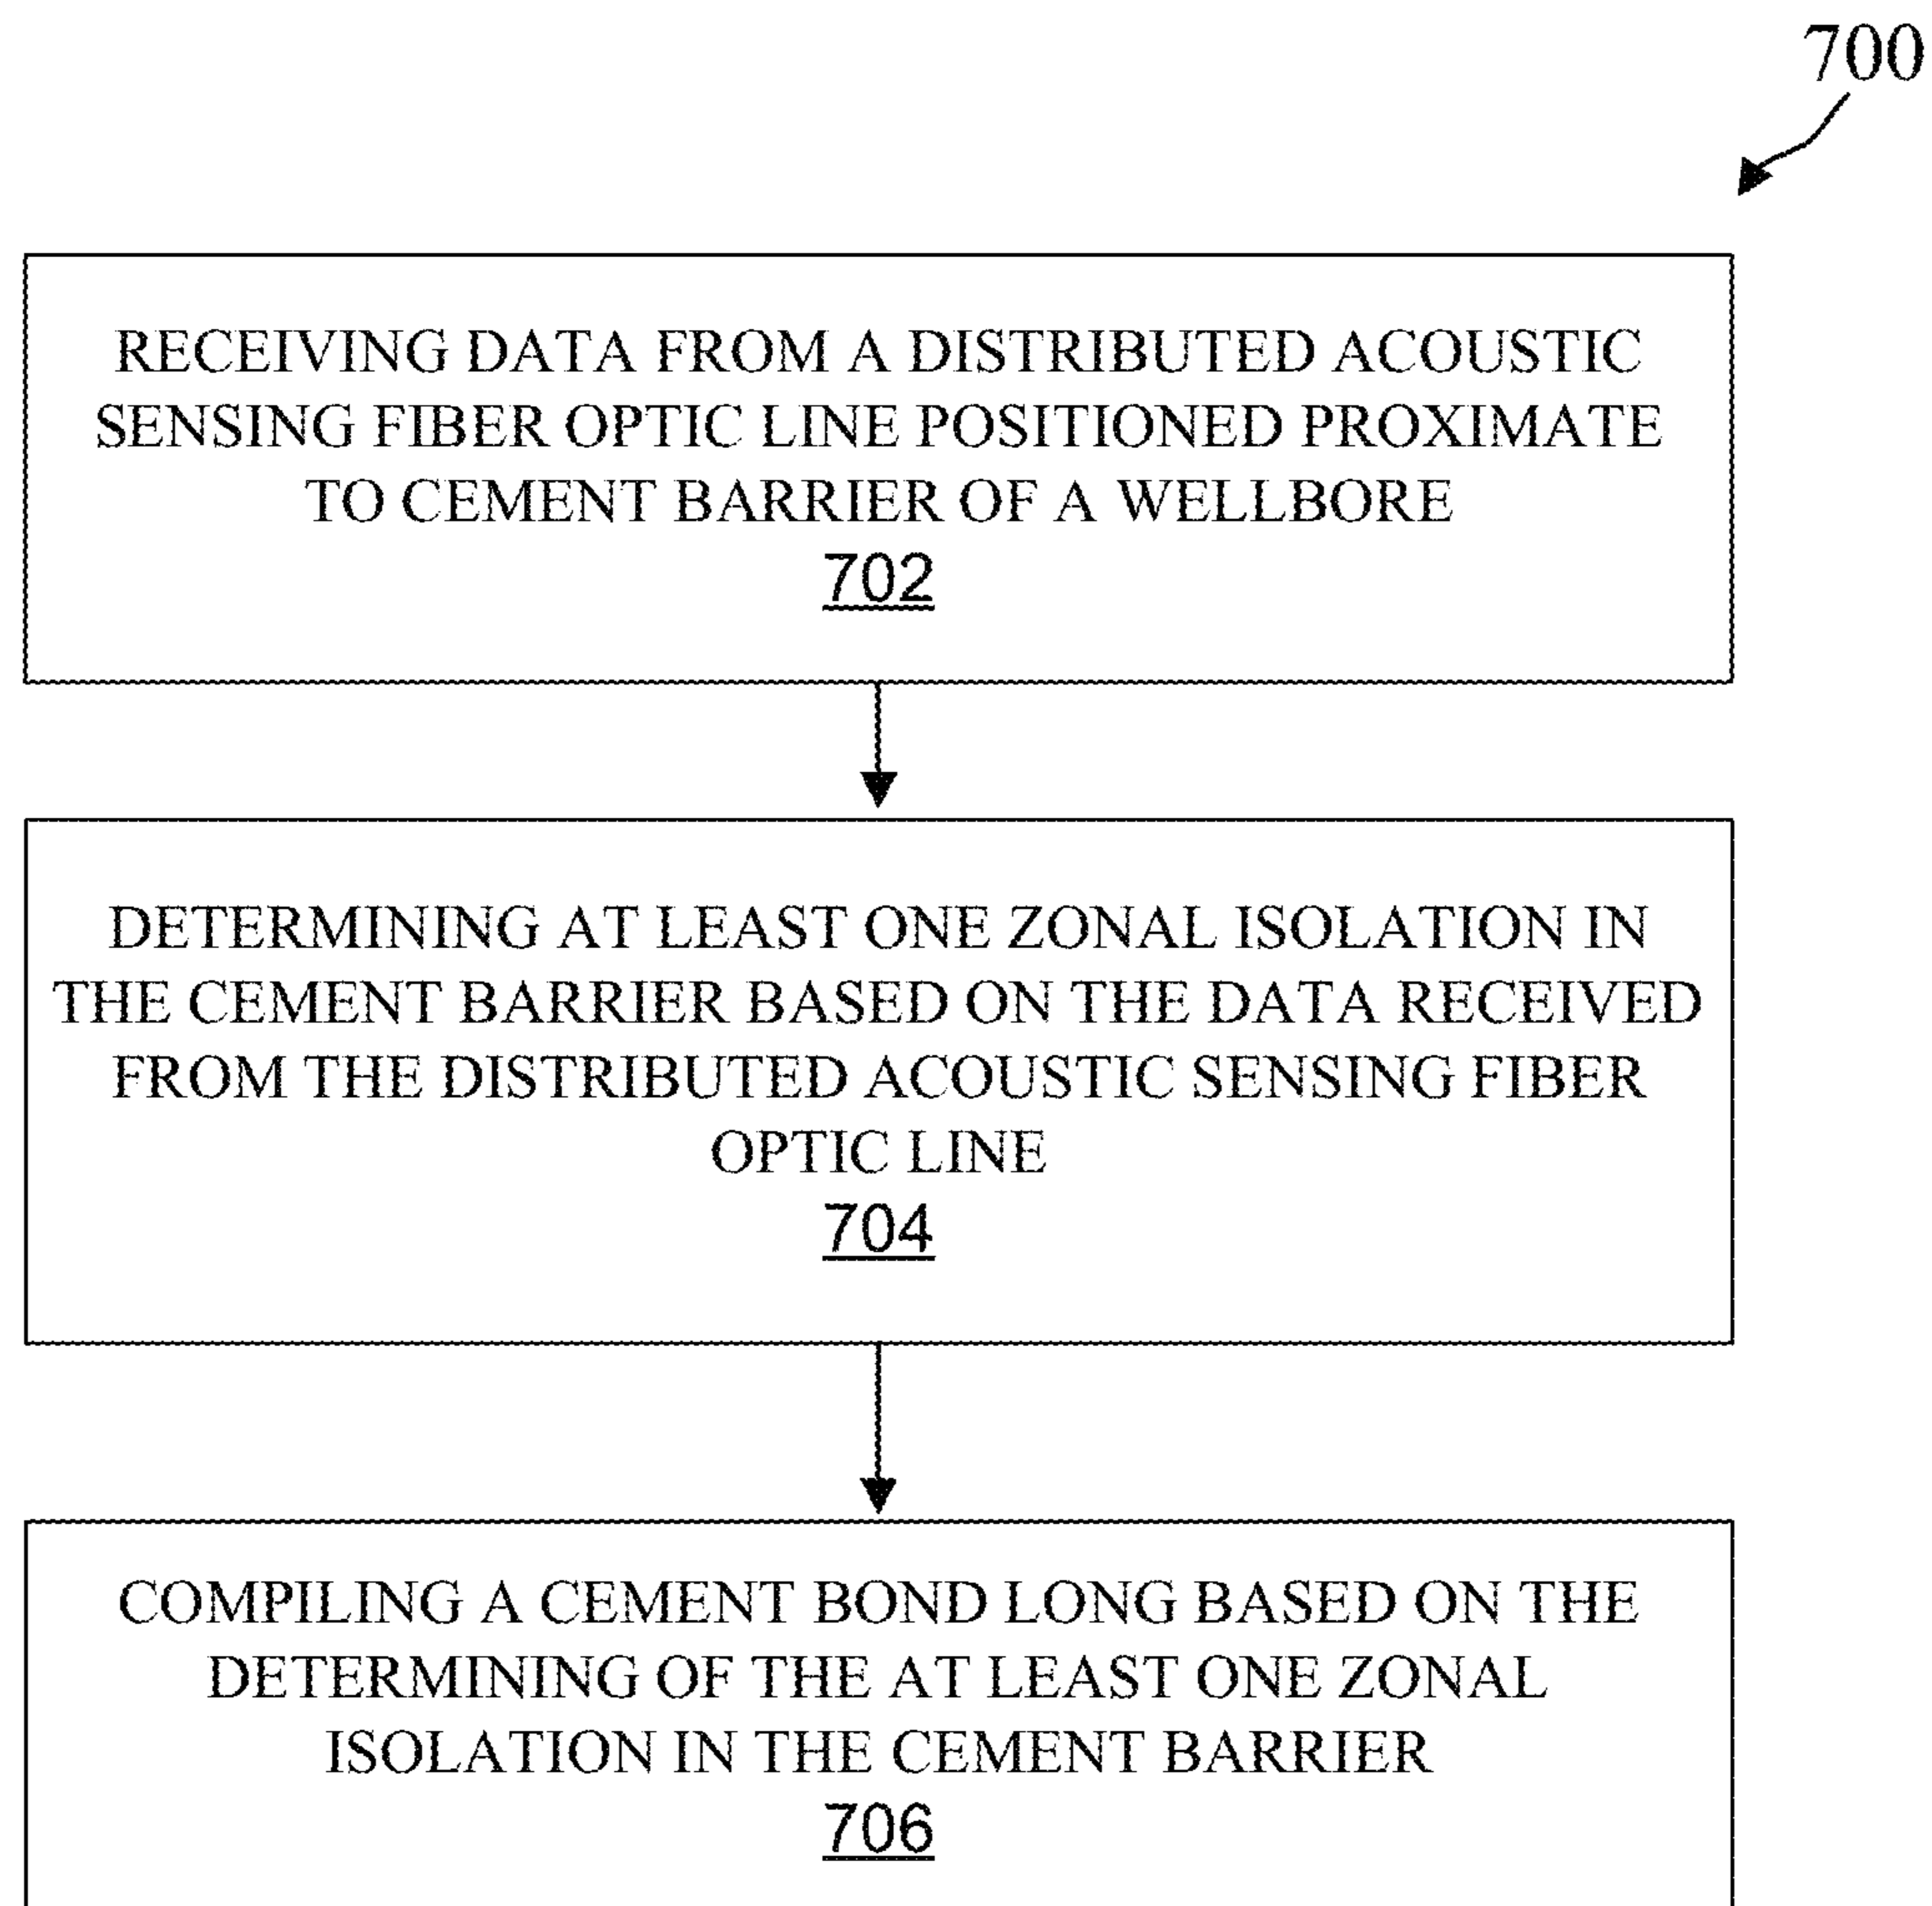 700
RECEIVING DATA FROM A DISTRIBUTED ACOUSTIC
SENSING FIBER OPTIC LINE POSITIONED PROXIMATE
TO CEMENT BARRIER OF A WELLBORE
702
DETERMINING AT LEAST ONE ZONAL ISOLATION IN
THE CEMENT BARRIER BASED ON THE DATA RECEIVED
FROM THE DISTRIBUTED ACOUSTIC SENSING FIBER
OPTIC LINE
704
COMPILING A CEMENT BOND LONG BASED ON THE
DETERMINING OF THE AT LEAST ONE ZONAL
ISOLATION IN THE CEMENT BARRIER
706